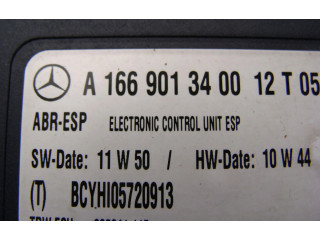 A 166 901 34 00 12 T 05
ABR-ESP ELECTRONIC CONTROL UNIT ESP
SW-Date: 11 W 50 / HW-Date: 10 W 44
(T) BCYHI05720913